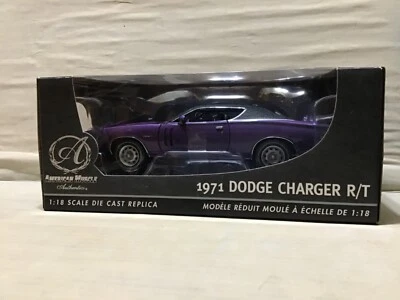 A
AMERICAN MUSCLE
Authentics
1971 DODGE CHARGER R/T
1:18 SCALE DIE CAST REPLICA
MODÈLE RÉDUIT MOULÉ À ÉCHELLE DE 1:18